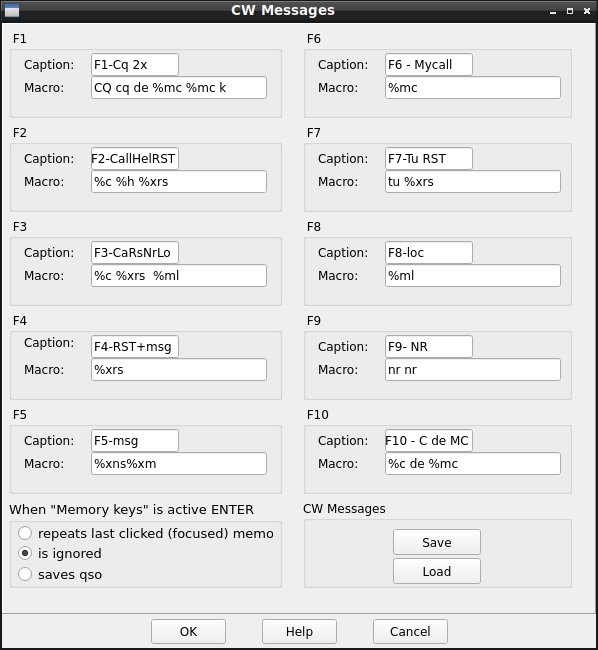 CW Messages
F1
Caption: F1-Cq 2x
Macro: CQ cq de %mc %mc k
F2
Caption: F2-CallHelRST
Macro: %c %h %xrs
F3
Caption: F3-CaRsNrLo
Macro: %c %xrs  %ml
F4
Caption: F4-RST+msg
Macro: %xrs
F5
Caption: F5-msg
Macro: %xns%xm
When "Memory keys" is active ENTER
repeats last clicked (focused) memo
is ignored
saves qso
F6
Caption: F6 - Mycall
Macro: %mc
F7
Caption: F7-Tu RST
Macro: tu %xrs
F8
Caption: F8-loc
Macro: %ml
F9
Caption: F9- NR
Macro: nr nr
F10
Caption: F10 - C de MC
Macro: %c de %mc
CW Messages
Save
Load
OK Help Cancel